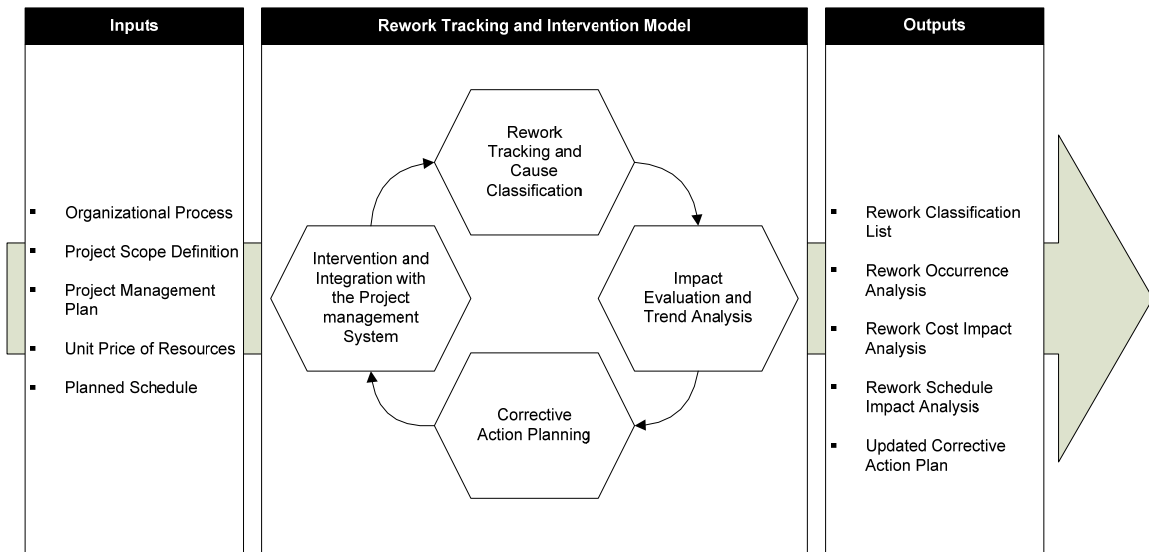 Inputs
Organizational Process
Project Scope Definition
Project Management
Plan
Unit Price of Resources
Planned Schedule
Rework Tracking and Intervention Model
Rework
Tracking and
Cause
Classification
Impact
Evaluation and
Trend Analysis
Corrective
Action Planning
Intervention and
Integration with
the Project
management
System
Outputs
Rework Classification
List
Rework Occurrence
Analysis
Rework Cost Impact
Analysis
Rework Schedule
Impact Analysis
Updated Corrective
Action Plan